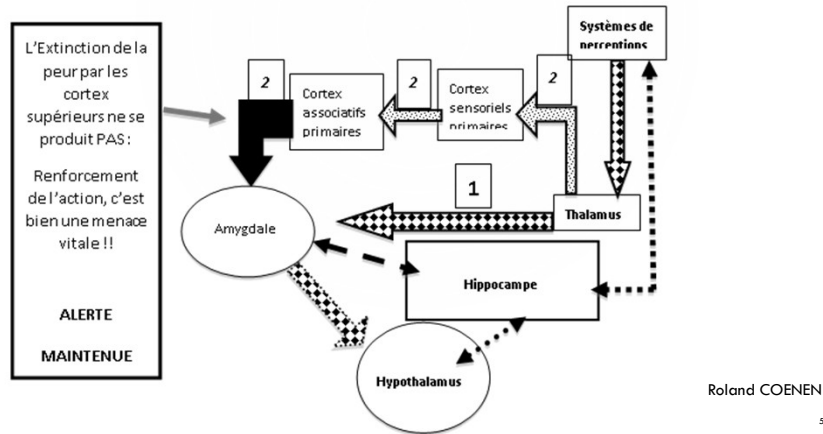 L'Extinction de la
peur par les
cortex
supérieurs ne se
produit PAS:
Renforcement
de l'action, c'est
bien une menace
vitale !!
ALERTE
MAINTENUE
2
Cortex
associatifs
primaires
2
Cortex
sensoriels
primaires
2
Systèmes de
perceptions
1
Thalamus
Amygdale
Hippocampe
Hypothalamus
Roland COENEN
5